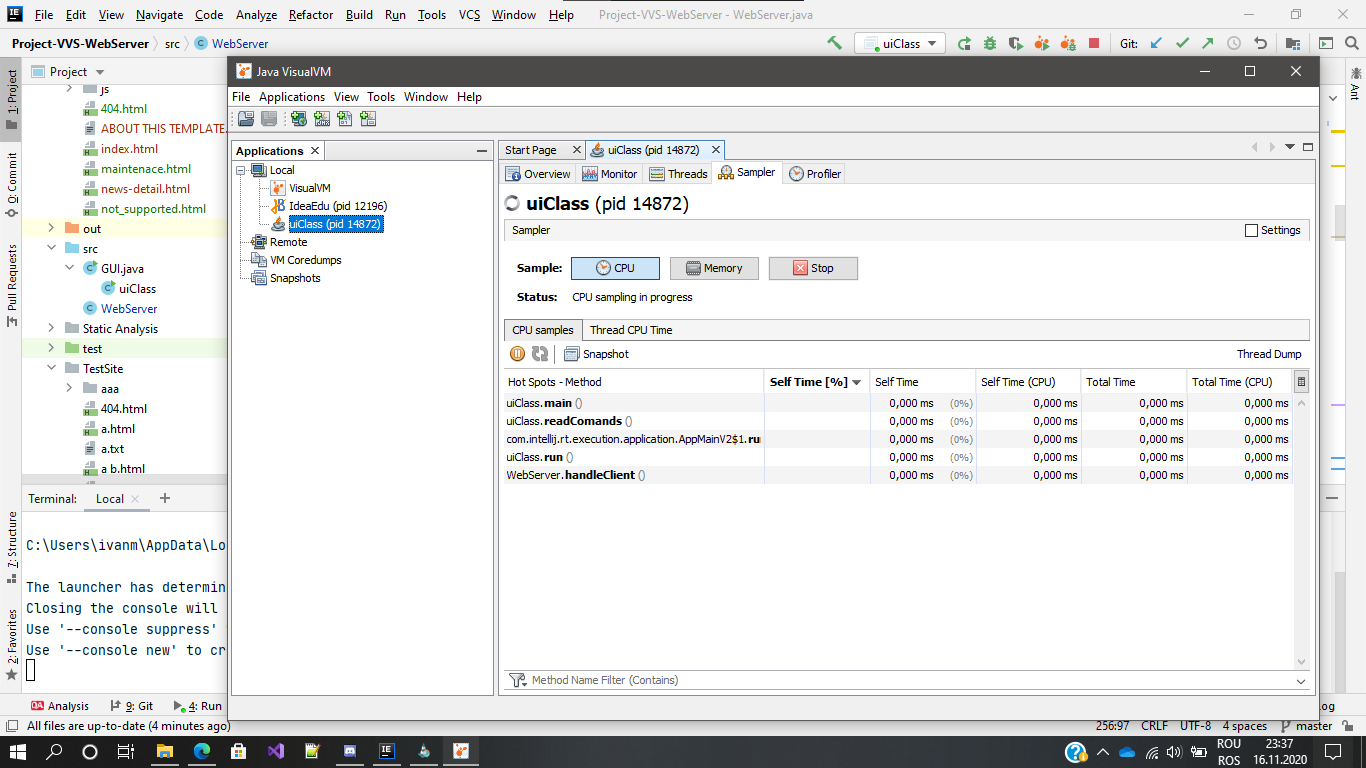 File Edit View Navigate Code Analyze Refactor Build Run Tools VCS Window Help Project-VVS-WebServer - WebServer.java
Project-VVS-WebServer src WebServer uiClass Git:
1: Project
0: Commit
Pull Requests
7: Structure
2: Favorites
Project
js
404.html
ABOUT THIS TEMPLATE.
index.html
maintenace.html
news-detail.html
not_supported.html
out
src
GUI.java
uiClass
WebServer
Static Analysis
test
TestSite
aaa
404.html
a.html
a.txt
a b.html
Terminal: Local
C:\Users\ivanm\AppData\Lo
The launcher has determin
Closing the console will
Use '--console suppress'
Use '--console new' to cr
Java VisualVM
File Applications View Tools Window Help
Applications
Local
VisualVM
IdeaEdu (pid 12196)
uiClass (pid 14872)
Remote
VM Coredumps
Snapshots
Start Page uiClass (pid 14872)
Overview Monitor Threads Sampler Profiler
uiClass (pid 14872)
Sampler Settings
Sample: CPU Memory Stop
Status: CPU sampling in progress
CPU samples Thread CPU Time
Snapshot Thread Dump
Hot Spots - Method Self Time [%] Self Time Self Time (CPU) Total Time Total Time (CPU)
uiClass.main () 0,000 ms (0%) 0,000 ms 0,000 ms 0,000 ms
uiClass.readComands () 0,000 ms (0%) 0,000 ms 0,000 ms 0,000 ms
com.intellij.rt.execution.application.AppMainV2$1.ru 0,000 ms (0%) 0,000 ms 0,000 ms 0,000 ms
uiClass.run () 0,000 ms (0%) 0,000 ms 0,000 ms 0,000 ms
WebServer.handleClient () 0,000 ms (0%) 0,000 ms 0,000 ms 0,000 ms
Method Name Filter (Contains)
Ant
Analysis 9: Git 4: Run og
All files are up-to-date (4 minutes ago) 256:97 CRLF UTF-8 4 spaces master
ROU 23:37
ROS 16.11.2020